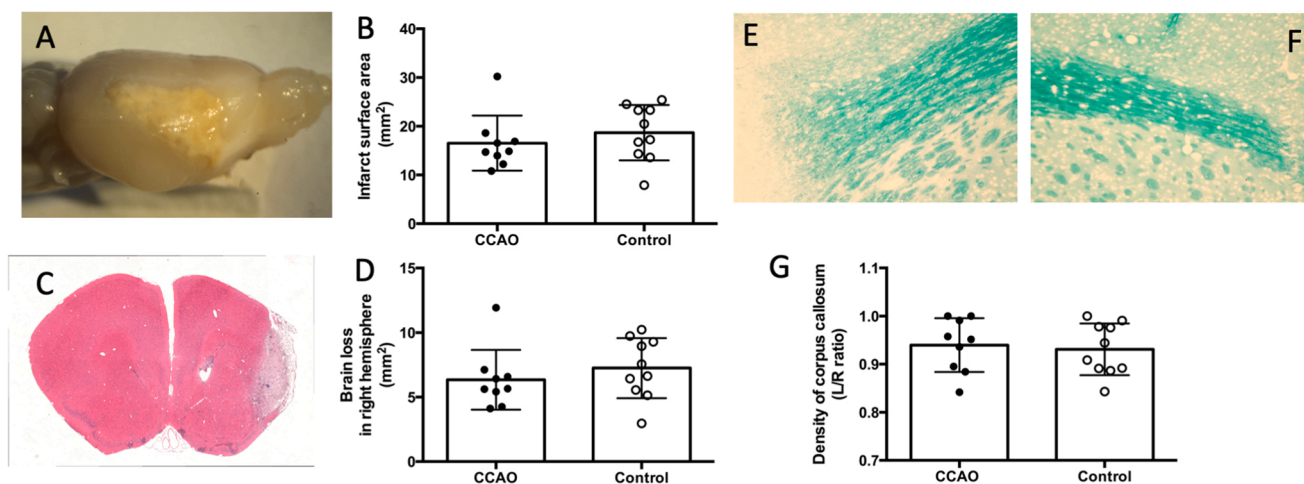 A
B
Infarct surface area
(mm²)
40
30
20
10
0
CCAO
Control
C
D
Brain loss
in right hemisphere
(mm²)
15
10
5
0
CCAO
Control
E
F
G
Density of corpus callosum
(L/R ratio)
1.1
1.0
0.9
0.8
0.7
CCAO
Control